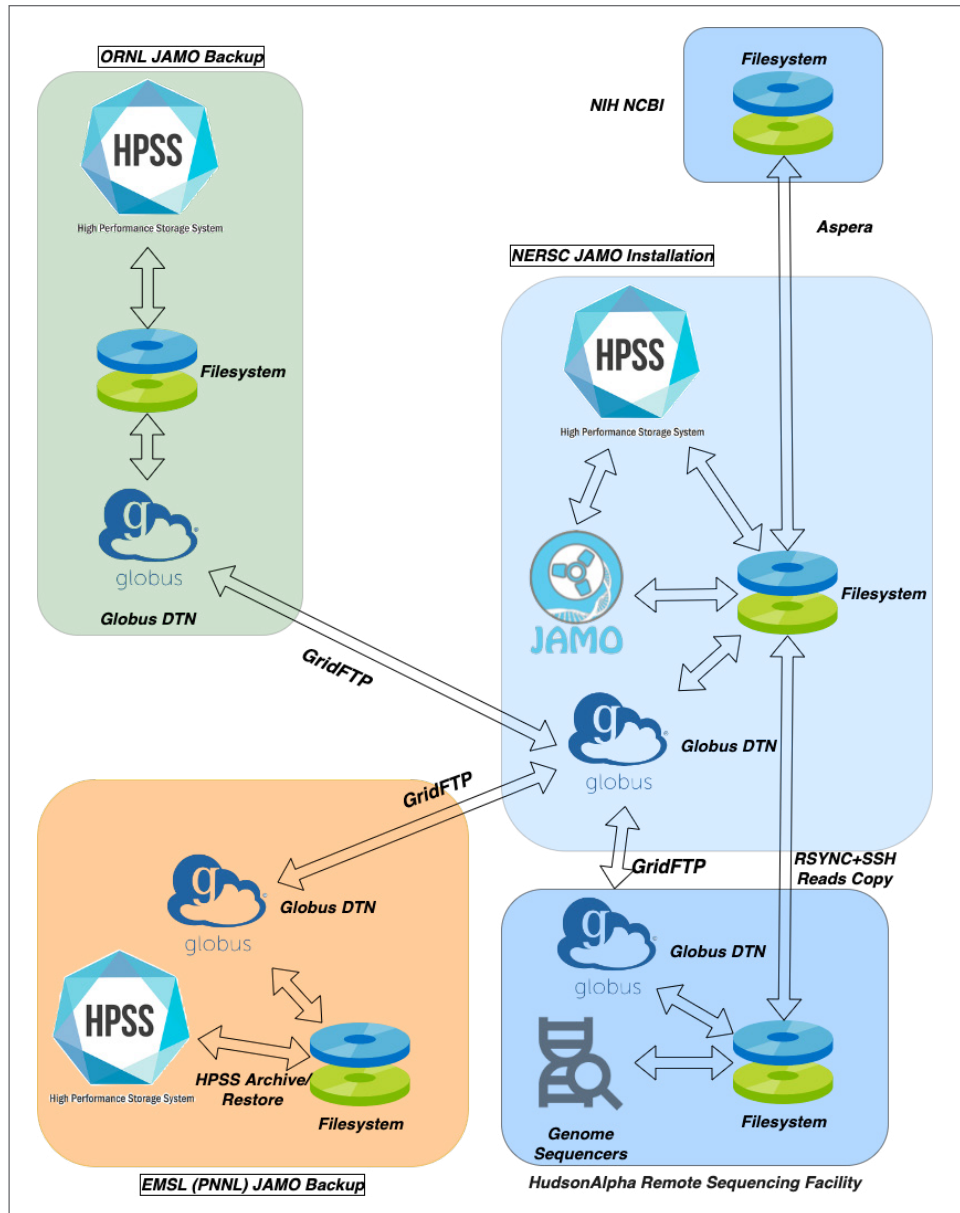 ORNL JAMO Backup
HPSS
High Performance Storage System
Filesystem
g
globus
Globus DTN
GridFTP
NIH NCBI
Filesystem
Aspera
NERSC JAMO Installation
HPSS
High Performance Storage System
JAMO
Filesystem
g
globus
Globus DTN
GridFTP
g
globus
Globus DTN
HPSS
High Performance Storage System
HPSS Archive/
Restore
Filesystem
EMSL (PNNL) JAMO Backup
GridFTP
RSYNC+SSH
Reads Copy
g
globus
Globus DTN
Genome
Sequencers
Filesystem
HudsonAlpha Remote Sequencing Facility